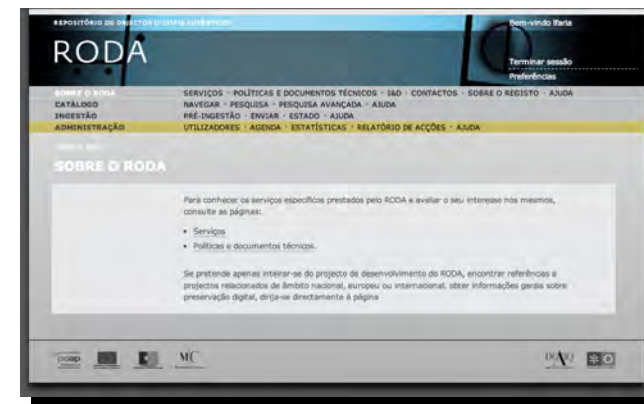 REPOSITÓRIO DE OBJECTOS DIGITAIS AUTÊNTICOS
Bem-vindo lfaria
RODA
Terminar sessão
Preferências
SOBRE O RODA SERVIÇOS · POLÍTICAS E DOCUMENTOS TÉCNICOS · I&D · CONTACTOS · SOBRE O REGISTO · AJUDA
CATÁLOGO NAVEGAR · PESQUISA · PESQUISA AVANÇADA · AJUDA
INGESTÃO PRÉ-INGESTÃO · ENVIAR · ESTADO · AJUDA
ADMINISTRAÇÃO UTILIZADORES · AGENDA · ESTATÍSTICAS · RELATÓRIO DE ACÇÕES · AJUDA
SOBRE O RODA
Para conhecer os serviços específicos prestados pelo RODA e avaliar o seu interesse nos mesmos,
consulte as páginas:
• Serviços
• Políticas e documentos técnicos.
Se pretende apenas inteirar-se do projecto de desenvolvimento do RODA, encontrar referências a
projectos relacionados de âmbito nacional, europeu ou internacional, obter informações gerais sobre
preservação digital, dirija-se directamente à página
poap MC